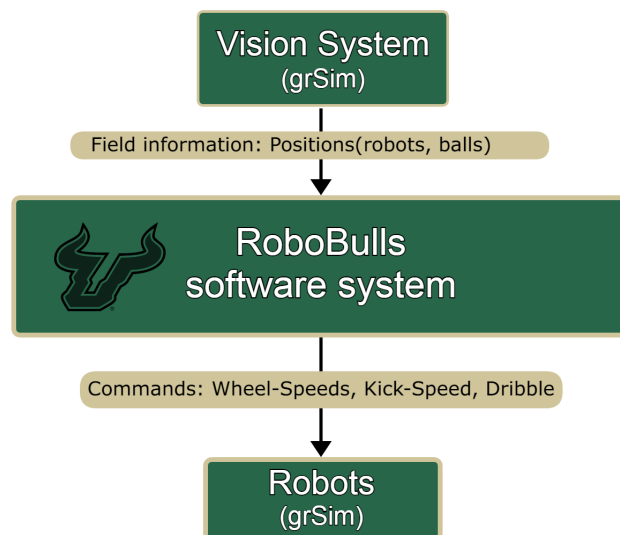 Vision System
(grSim)
Field information: Positions(robots, balls)
RoboBulls
software system
Commands: Wheel-Speeds, Kick-Speed, Dribble
Robots
(grSim)